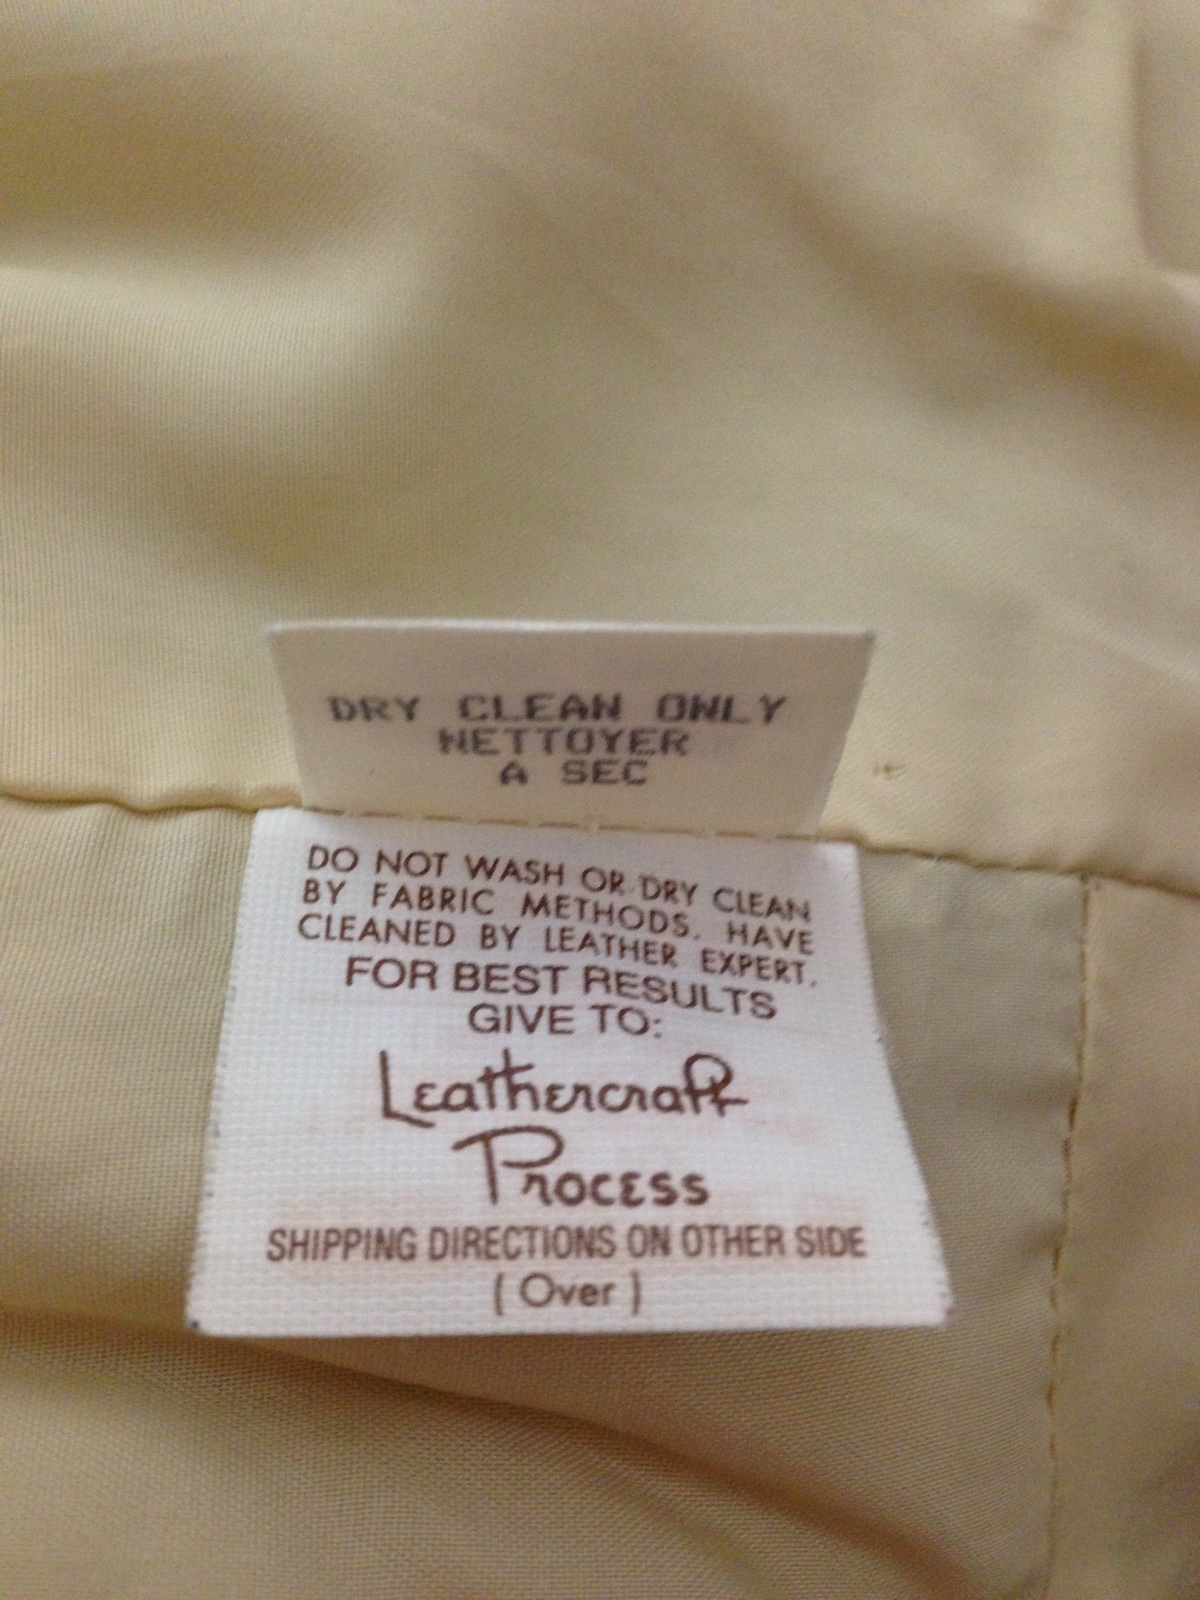 DRY CLEAN ONLY
NETTOYER
A SEC
DO NOT WASH OR DRY CLEAN
BY FABRIC METHODS. HAVE
CLEANED BY LEATHER EXPERT.
FOR BEST RESULTS
GIVE TO:
Leathercraft
Process
SHIPPING DIRECTIONS ON OTHER SIDE
( Over )